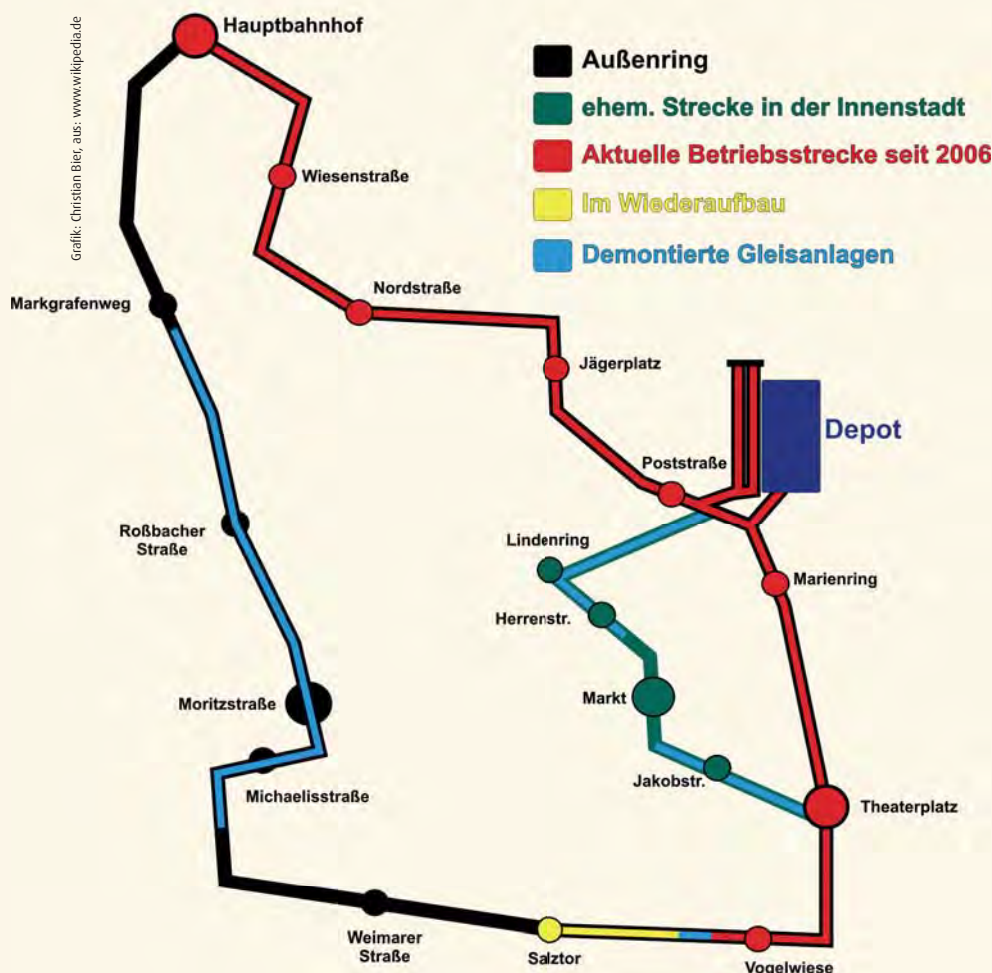 Grafik: Christian Bier, aus: www.wikipedia.de
Hauptbahnhof
Außenring
ehem. Strecke in der Innenstadt
Aktuelle Betriebsstrecke seit 2006
Im Wiederaufbau
Demontierte Gleisanlagen
Wiesenstraße
Markgrafenweg
Nordstraße
Jägerplatz
Depot
Poststraße
Roßbacher
Straße
Lindenring
Marienring
Herrenstr.
Moritzstraße
Markt
Michaelisstraße
Jakobstr.
Theaterplatz
Weimarer
Straße
Salztor
Vogelwiese